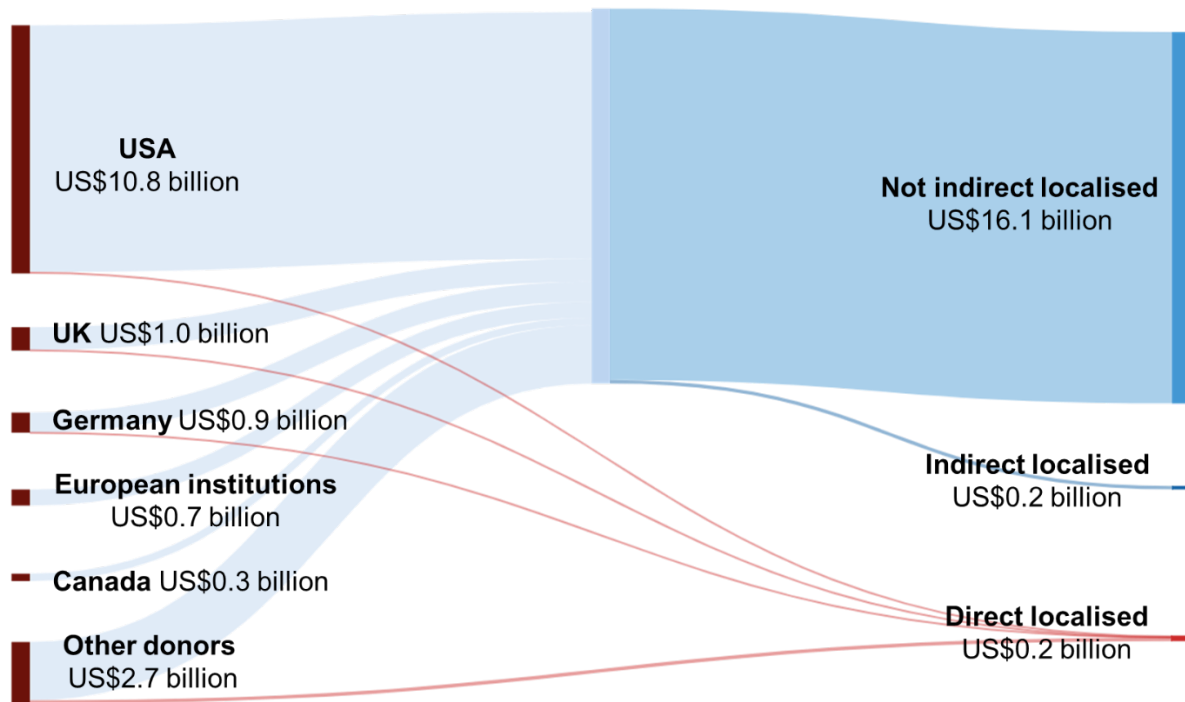 USA
US$10.8 billion
UK US$1.0 billion
Germany US$0.9 billion
European institutions
US$0.7 billion
Canada US$0.3 billion
Other donors
US$2.7 billion
Not indirect localised
US$16.1 billion
Indirect localised
US$0.2 billion
Direct localised
US$0.2 billion